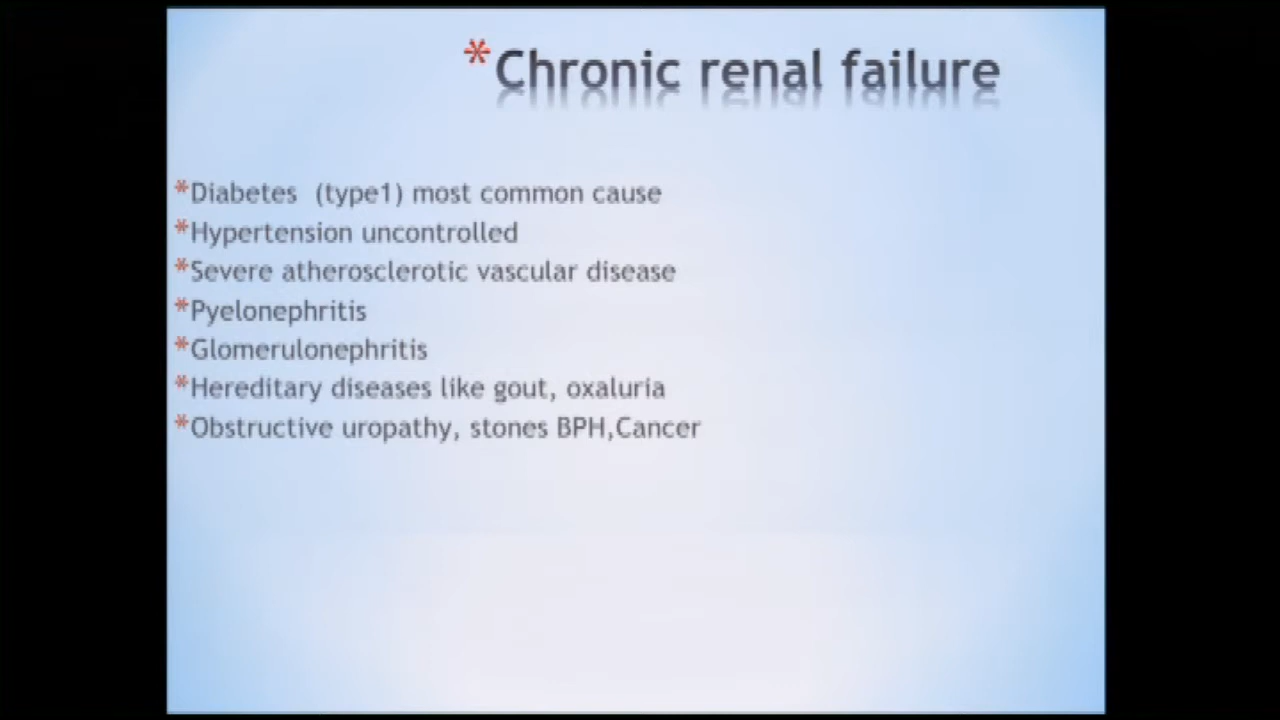 *Chronic renal failure
*Diabetes (type1) most common cause
*Hypertension uncontrolled
*Severe atherosclerotic vascular disease
*Pyelonephritis
*Glomerulonephritis
*Hereditary diseases like gout, oxaluria
*Obstructive uropathy, stones BPH,Cancer